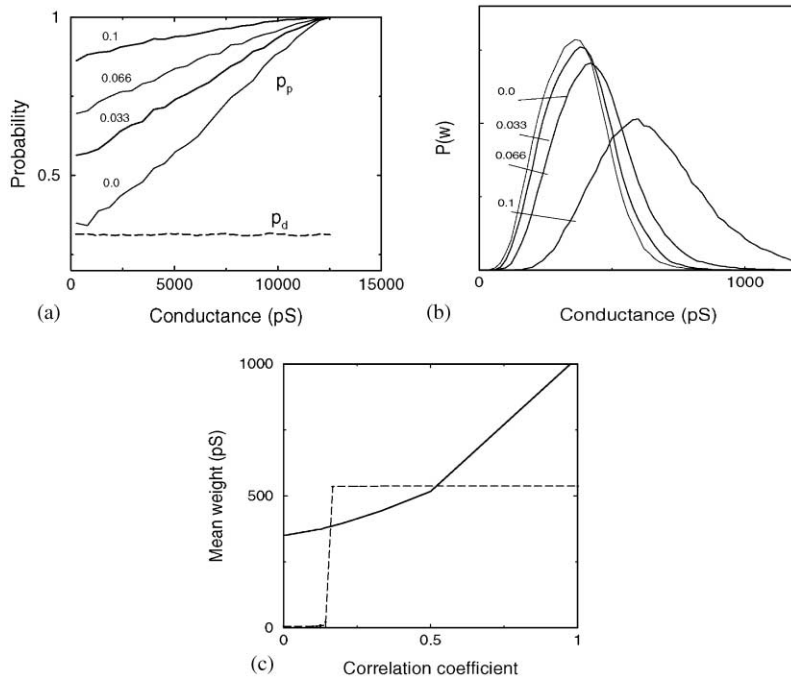 1
0.1
0.066
0.033
0.0
p_p
p_d
0.5
Probability
0
5000
10000
15000
(a)
Conductance (pS)
0.0
0.033
0.066
0.1
P(w)
0
1000
(b)
Conductance (pS)
1000
500
0
Mean weight (pS)
0
0.5
1
(c)
Correlation coefficient